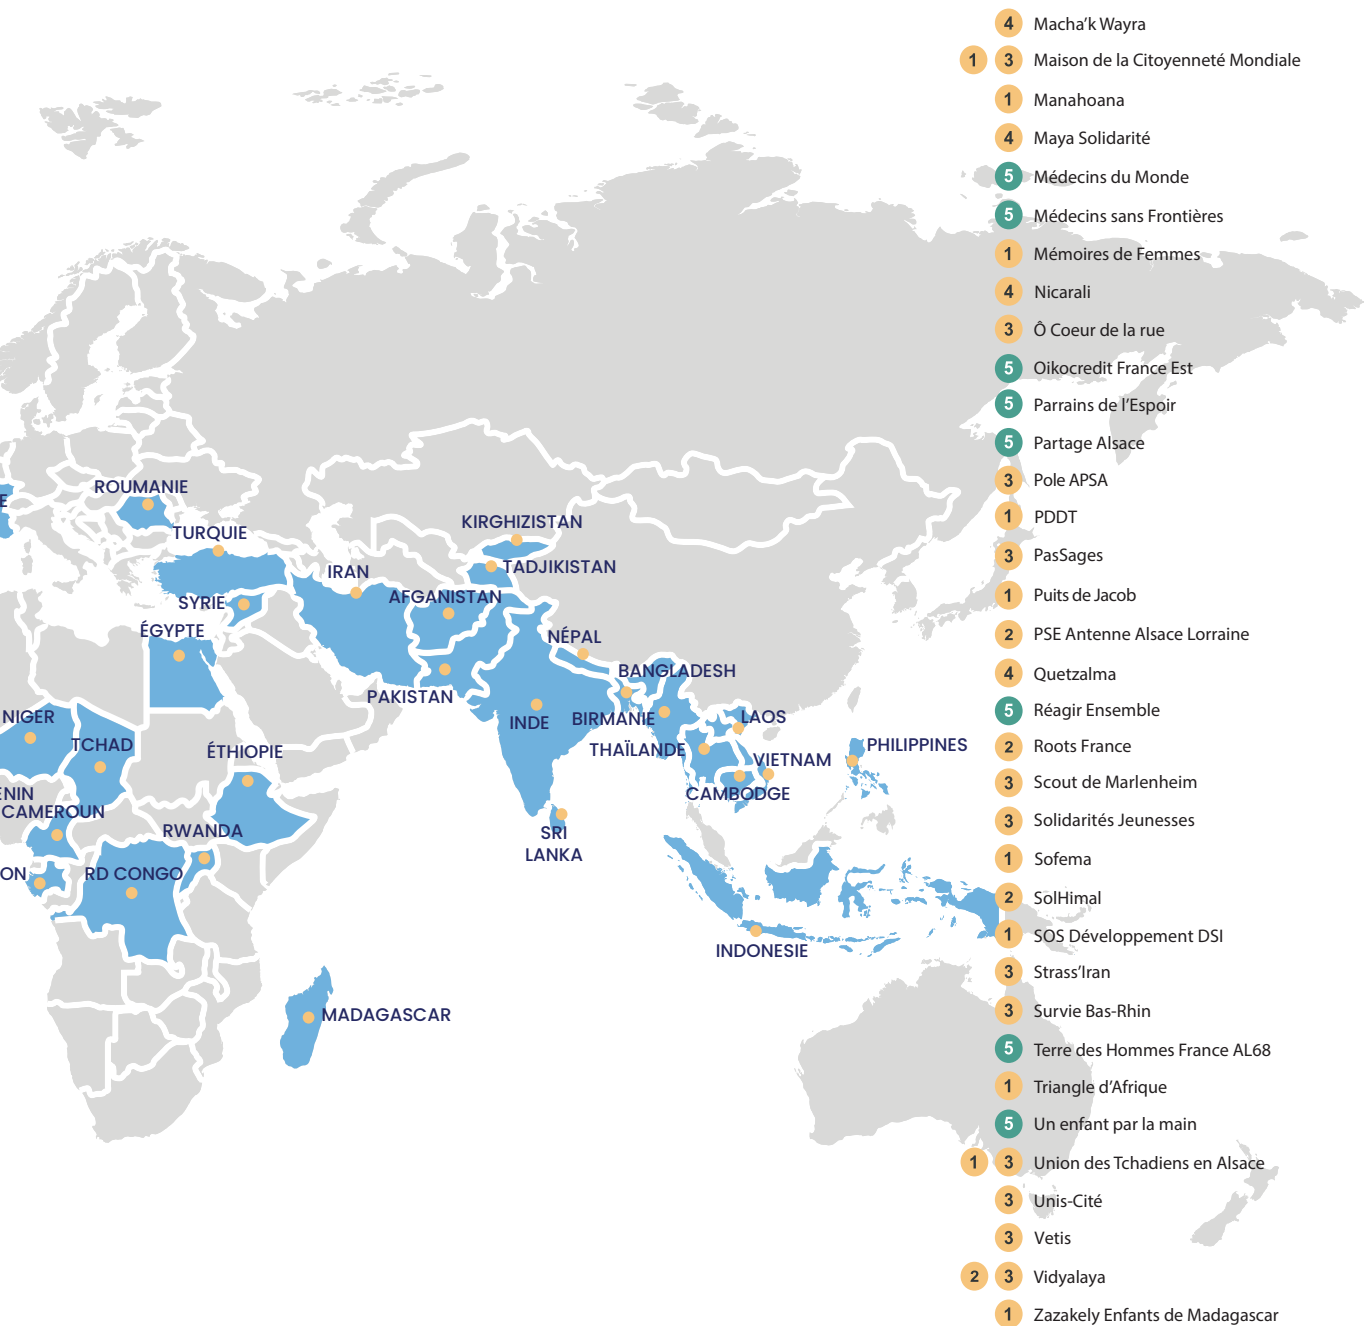 E
ROUMANIE
TURQUIE
KIRGHIZISTAN
TADJIKISTAN
IRAN
AFGANISTAN
SYRIE
ÉGYPTE
NÉPAL
BANGLADESH
PAKISTAN
INDE
BIRMANIE
LAOS
NIGER
TCHAD
ÉTHIOPIE
THAÏLANDE
VIETNAM
PHILIPPINES
ENIN
CAMBODGE
CAMEROUN
RWANDA
SRI
LANKA
ON
RD CONGO
INDONESIE
MADAGASCAR
4 Macha’k Wayra
1 3 Maison de la Citoyenneté Mondiale
1 Manahoana
4 Maya Solidarité
5 Médecins du Monde
5 Médecins sans Frontières
1 Mémoires de Femmes
4 Nicarali
3 Ô Coeur de la rue
5 Oikocredit France Est
5 Parrains de l’Espoir
5 Partage Alsace
3 Pole APSA
1 PDDT
3 PasSages
1 Puits de Jacob
2 PSE Antenne Alsace Lorraine
4 Quetzalma
5 Réagir Ensemble
2 Roots France
3 Scout de Marlenheim
3 Solidarités Jeunesses
1 Sofema
2 SolHimal
1 SOS Développement DSI
3 Strass’Iran
3 Survie Bas-Rhin
5 Terre des Hommes France AL68
1 Triangle d’Afrique
5 Un enfant par la main
1 3 Union des Tchadiens en Alsace
3 Unis-Cité
3 Vetis
2 3 Vidyalaya
1 Zazakely Enfants de Madagascar